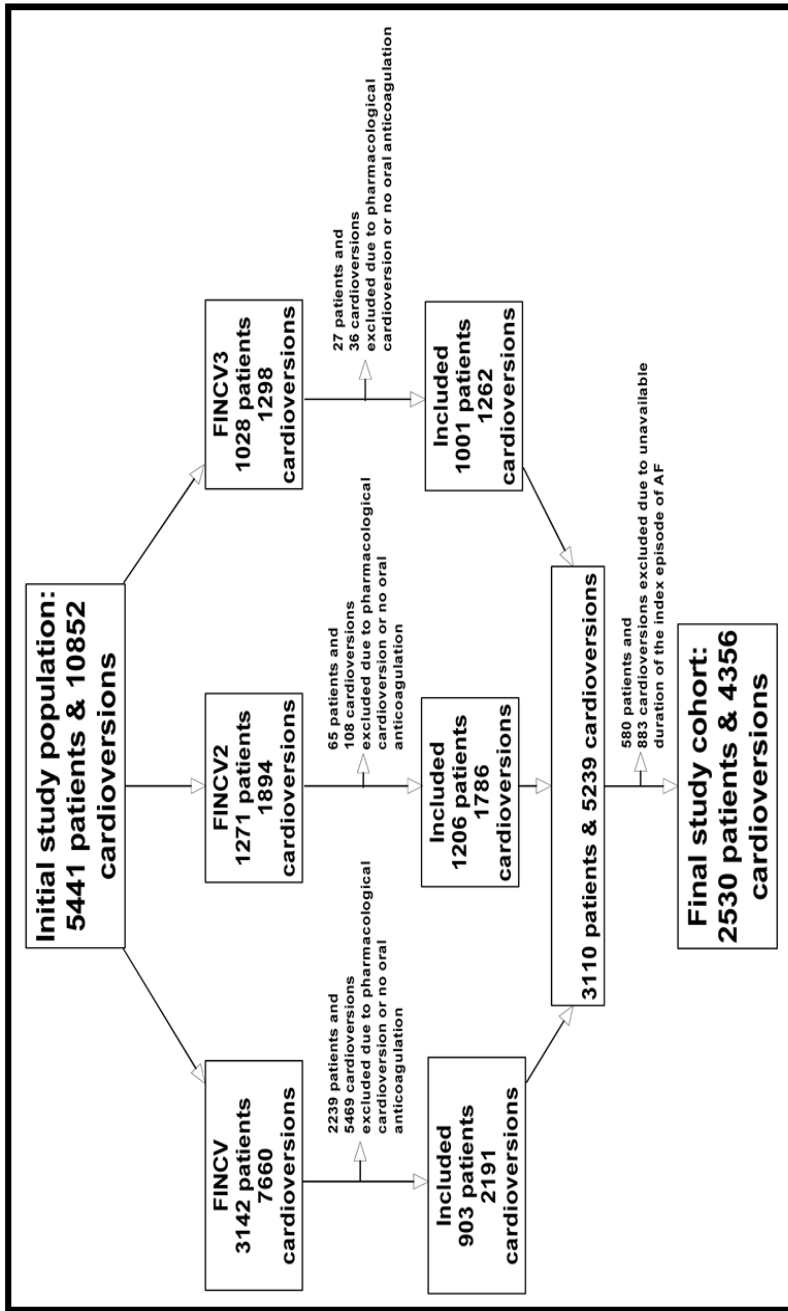 Initial study population:
5441 patients & 10852
cardioversions
FINCV
3142 patients
7660
cardioversions
FINCV2
1271 patients
1894
cardioversions
FINCV3
1028 patients
1298
cardioversions
2239 patients and
5469 cardioversions
excluded due to pharmacological
cardioversion or no oral
anticoagulation
65 patients and
108 cardioversions
excluded due to pharmacological
cardioversion or no oral
anticoagulation
27 patients and
36 cardioversions
excluded due to pharmacological
cardioversion or no oral anticoagulation
Included
903 patients
2191
cardioversions
Included
1206 patients
1786
cardioversions
Included
1001 patients
1262
cardioversions
3110 patients & 5239 cardioversions
580 patients and
883 cardioversions excluded due to unavailable
duration of the index episode of AF
Final study cohort:
2530 patients & 4356
cardioversions